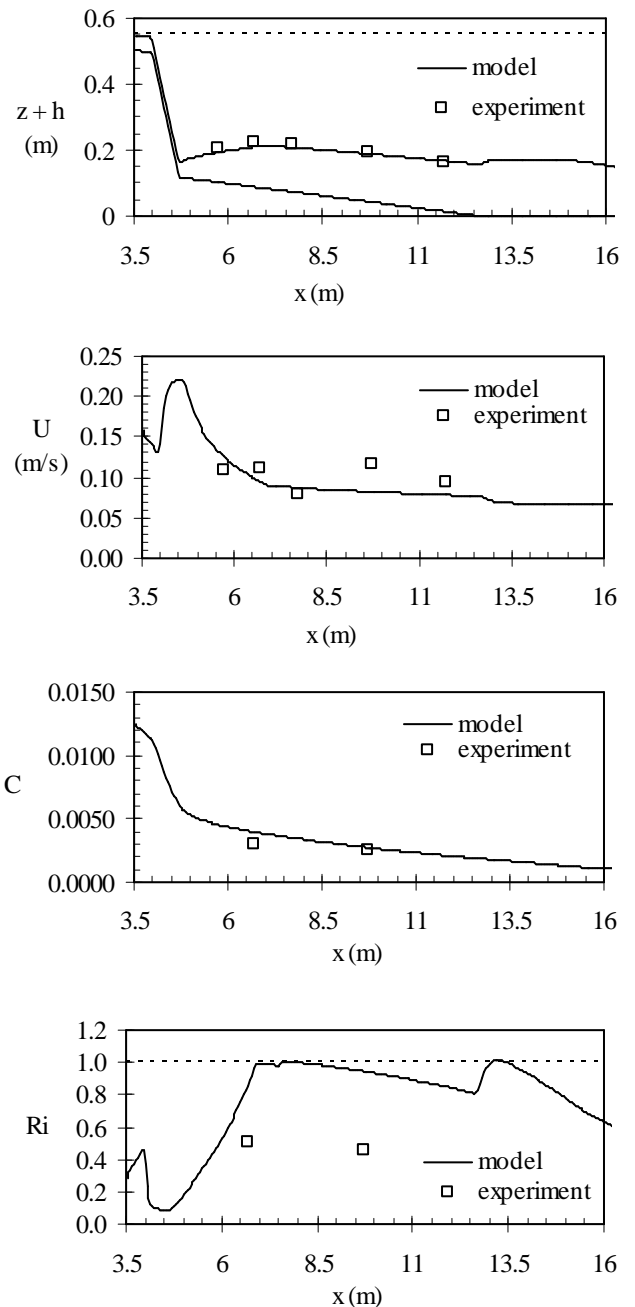 0.6
model
z + h
(m)
0.4
experiment
0.2
0
3.5 6 8.5 11 13.5 16
x (m)
0.25
model
0.20
experiment
U
(m/s)
0.15
0.10
0.05
0.00
3.5 6 8.5 11 13.5 16
x (m)
0.0150
model
experiment
0.0100
C
0.0050
0.0000
3.5 6 8.5 11 13.5 16
x (m)
1.2
1.0
0.8
Ri
0.6
0.4
model
0.2
experiment
0.0
3.5 6 8.5 11 13.5 16
x (m)